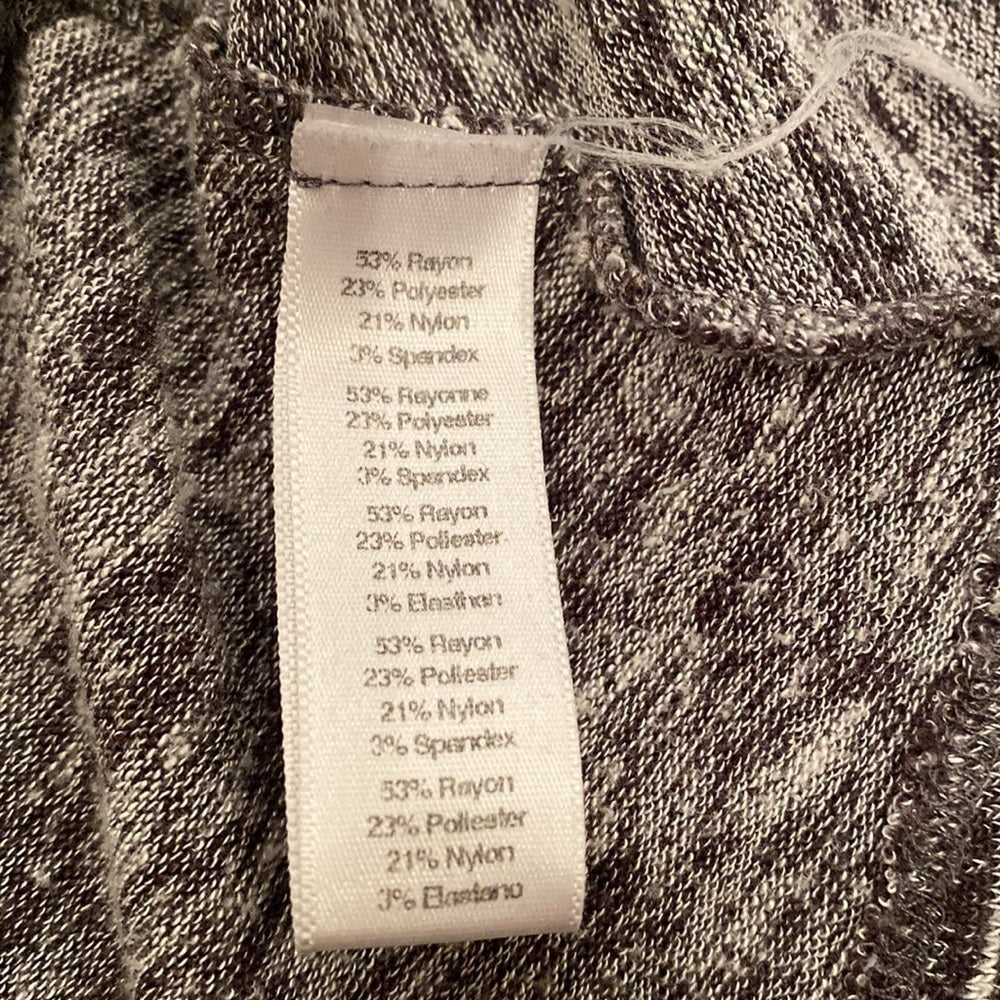 53% Rayon
23% Polyester
21% Nylon
3% Spandex
53% Rayonne
23% Polyester
21% Nylon
3% Spandex
53% Rayon
23% Poliester
21% Nylon
3% Elasthan
53% Rayon
23% Poliester
21% Nylon
3% Spandex
53% Rayon
23% Poliester
21% Nylon
3% Elastano